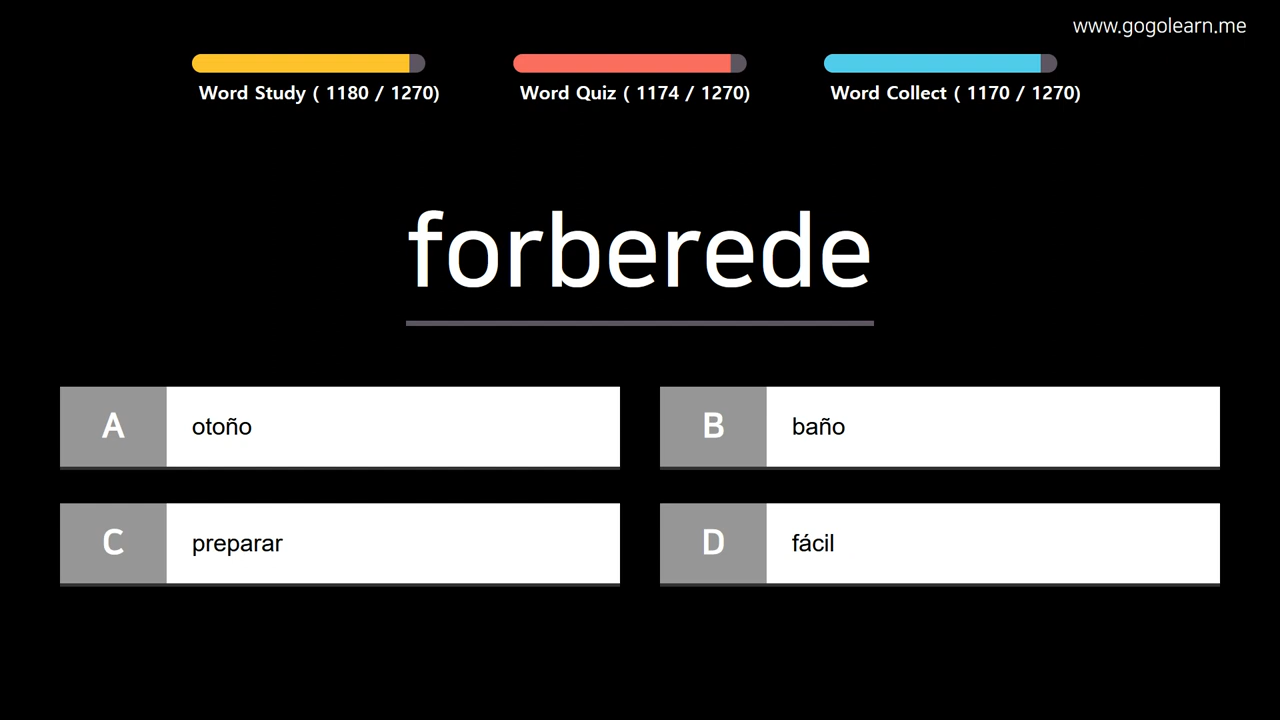 www.gogolearn.me
Word Study ( 1180 / 1270)
Word Quiz ( 1174 / 1270)
Word Collect ( 1170 / 1270)
forberede
A otoño
B baño
C preparar
D fácil